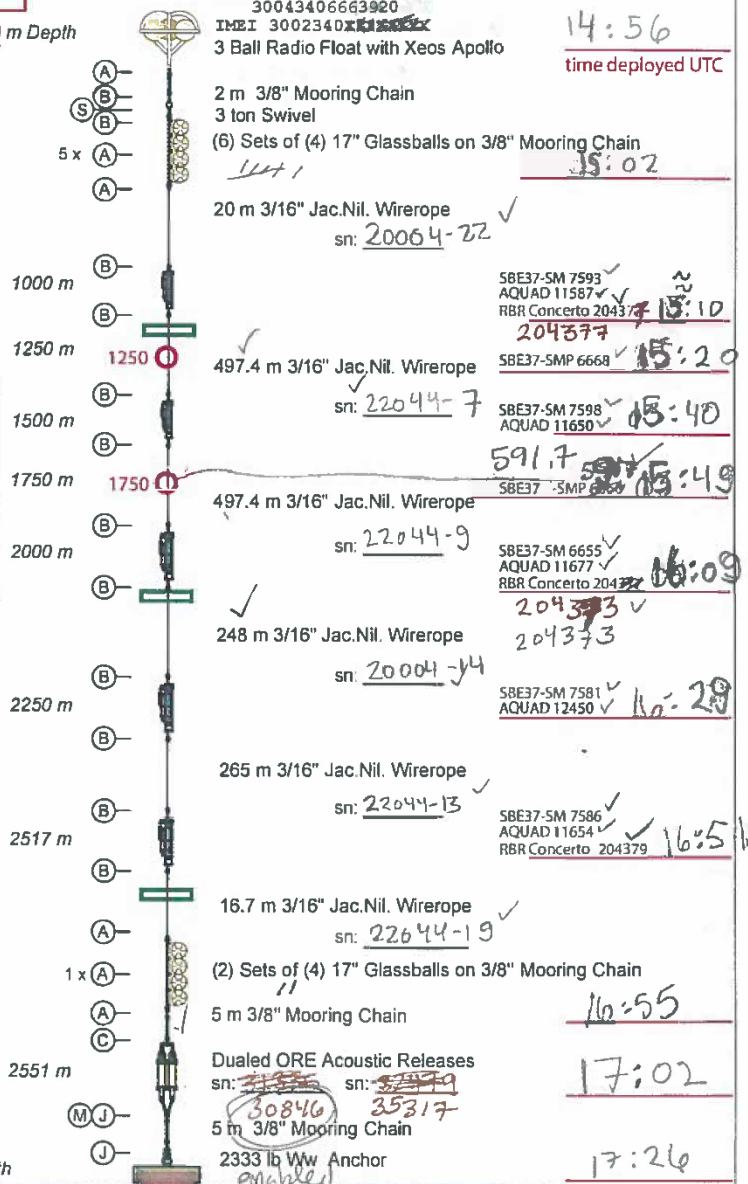 30043406663920
IMEI 3002340
m Depth
3 Ball Radio Float with Xeos Apollo
14:56
time deployed UTC
A
B
S
B
2 m 3/8" Mooring Chain
3 ton Swivel
5 x A
(6) Sets of (4) 17" Glassballs on 3/8" Mooring Chain
15:02
A
20 m 3/16" Jac.Nil. Wirerope ✓
sn: 20004-22
B
1000 m
SBE37-SM 7593 ✓
AQUAD 11587 ✓
RBR Concerto 20437 ✓ 15:10
204377
B
1250 m
1250
497.4 m 3/16" Jac.Nil. Wirerope ✓
SBE37-SMP 6668 ✓ 15:20
B
sn: 22044-7
1500 m
SBE37-SM 7598 ✓
AQUAD 11650 ✓ 15:40
B
591.7
1750 m
1750
SBE37 -SMP 15:49
497.4 m 3/16" Jac.Nil. Wirerope
B
sn: 22044-9
2000 m
SBE37-SM 6655 ✓
AQUAD 11677 ✓
RBR Concerto 204 16:09
B
204373 ✓
204373
248 m 3/16" Jac.Nil. Wirerope ✓
sn: 20004-14
B
2250 m
SBE37-SM 7581 ✓
AQUAD 12450 ✓ 16:29
B
265 m 3/16" Jac.Nil. Wirerope
sn: 22044-13 ✓
B
2517 m
SBE37-SM 7586 ✓
AQUAD 11654 ✓
RBR Concerto 204379 ✓ 16:51
B
16.7 m 3/16" Jac.Nil. Wirerope ✓
A
sn: 22044-19
1 x A
(2) Sets of (4) 17" Glassballs on 3/8" Mooring Chain
A
5 m 3/8" Mooring Chain
16:55
C
2551 m
Dualed ORE Acoustic Releases
sn: sn:
17:02
30846 35317
M J
5 m 3/8" Mooring Chain
J
2333 lb Ww Anchor
17:26
enabled